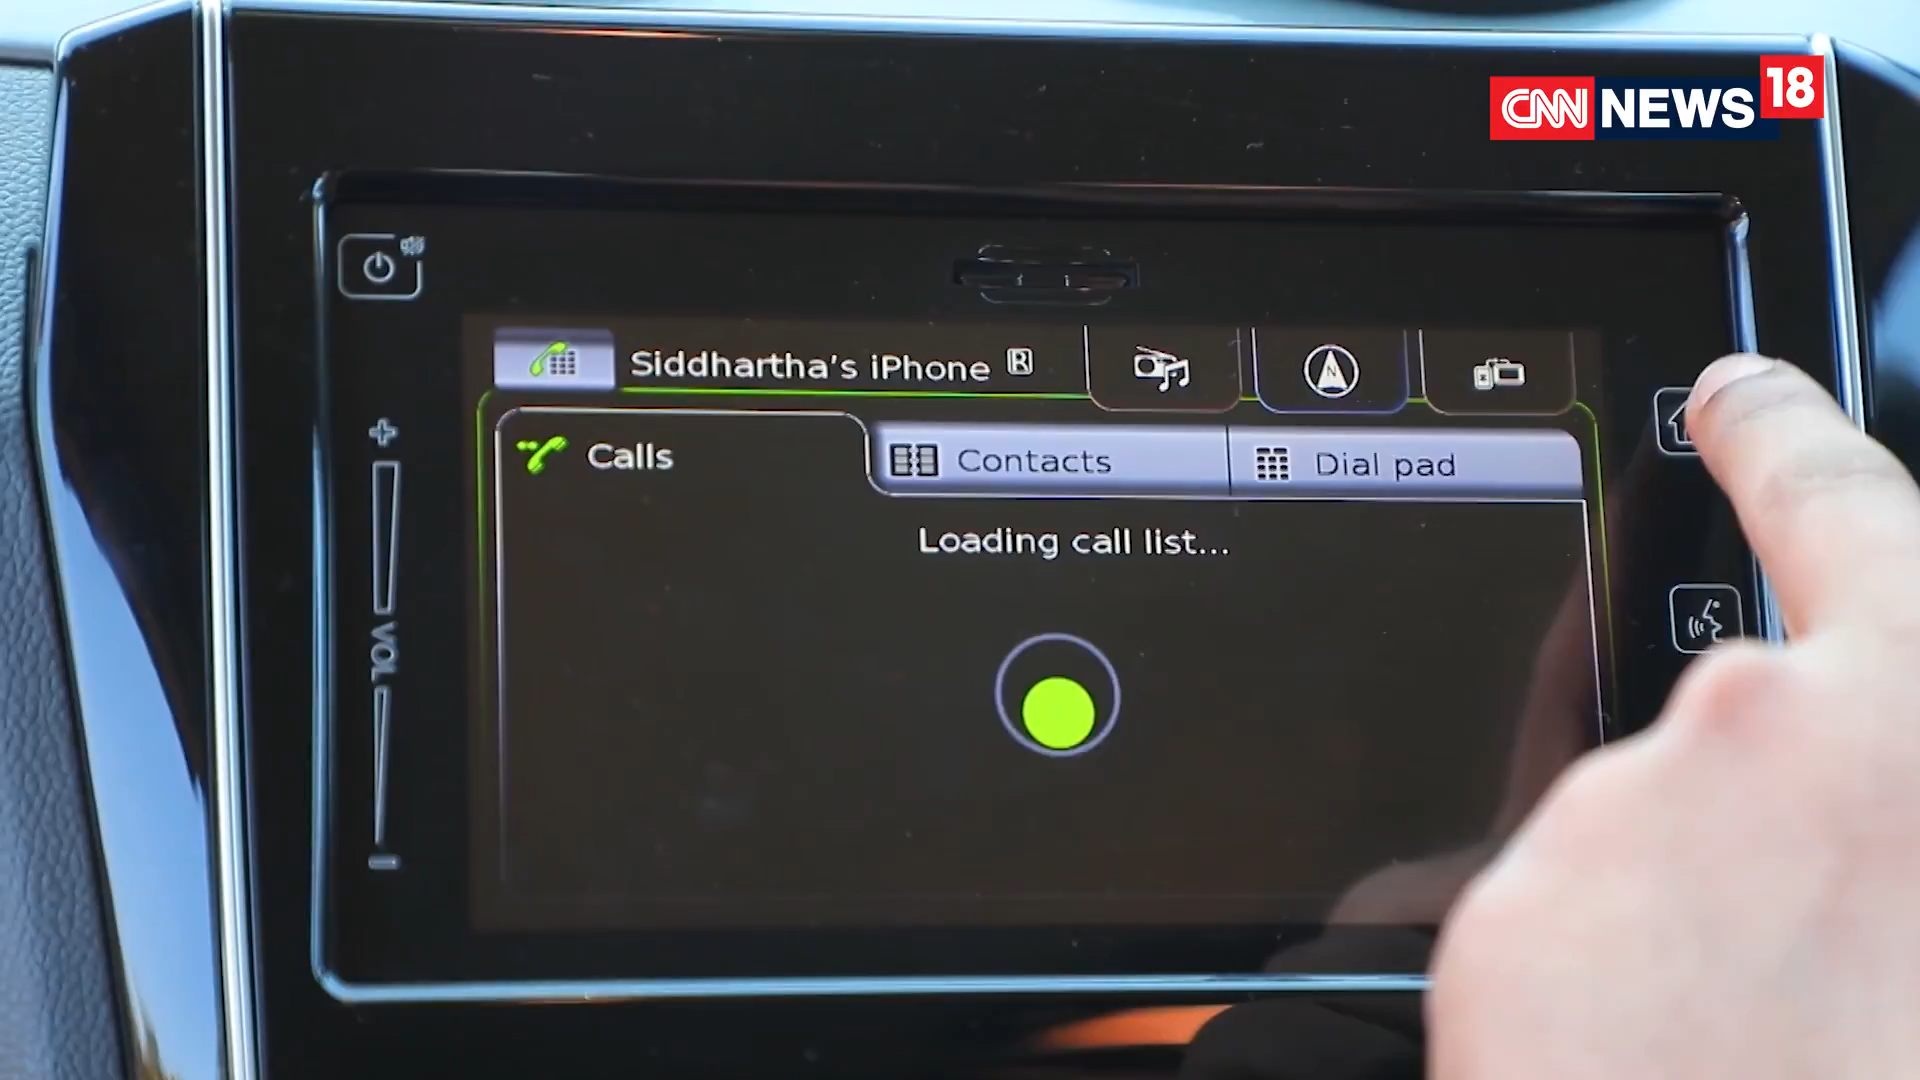 CNN NEWS 18
Siddhartha's iPhone R
N
Calls
Contacts
Dial pad
Loading call list...
VOL